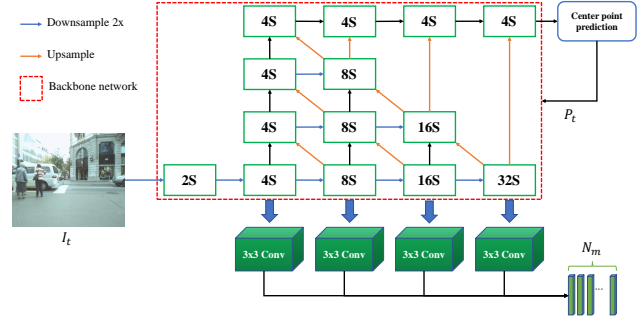 Downsample 2x
Upsample
Backbone network
4S 4S 4S 4S
Center point
prediction
4S 8S
P_t
4S 8S 16S
2S 4S 8S 16S 32S
I_t
3x3 Conv 3x3 Conv 3x3 Conv 3x3 Conv
N_m
...